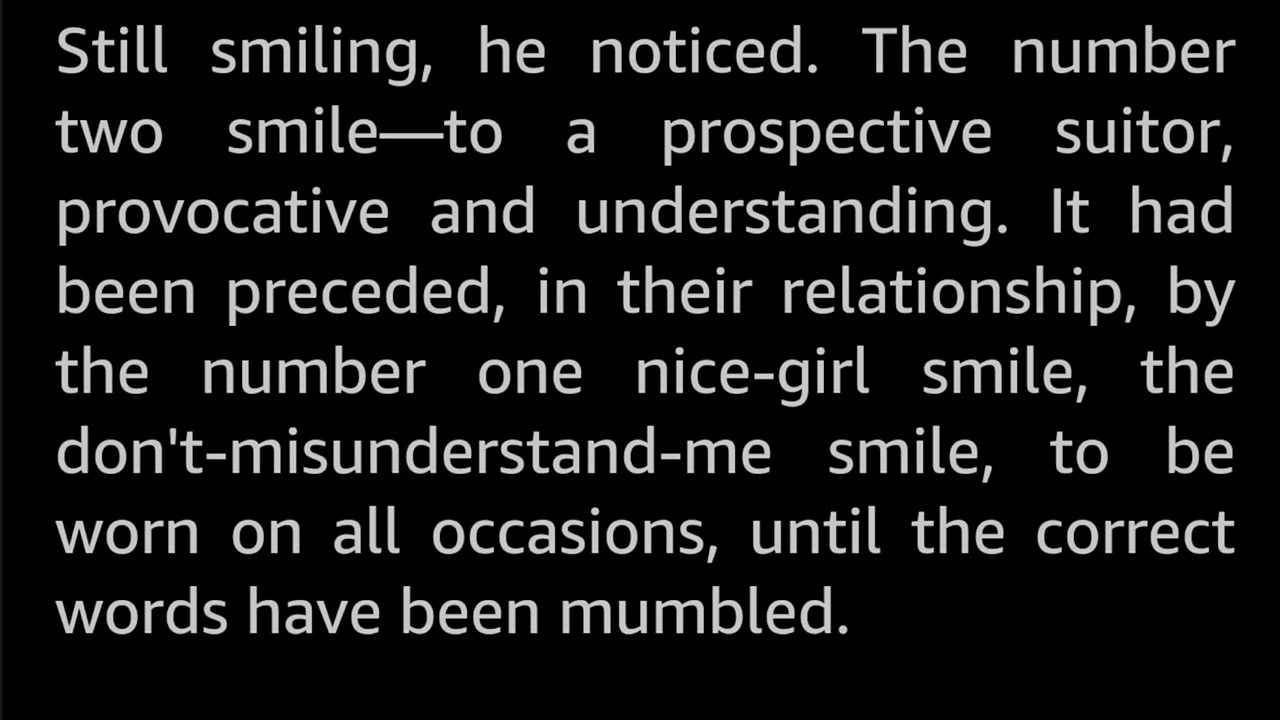 Still smiling, he noticed. The number
two smile—to a prospective suitor,
provocative and understanding. It had
been preceded, in their relationship, by
the number one nice-girl smile, the
don't-misunderstand-me smile, to be
worn on all occasions, until the correct
words have been mumbled.